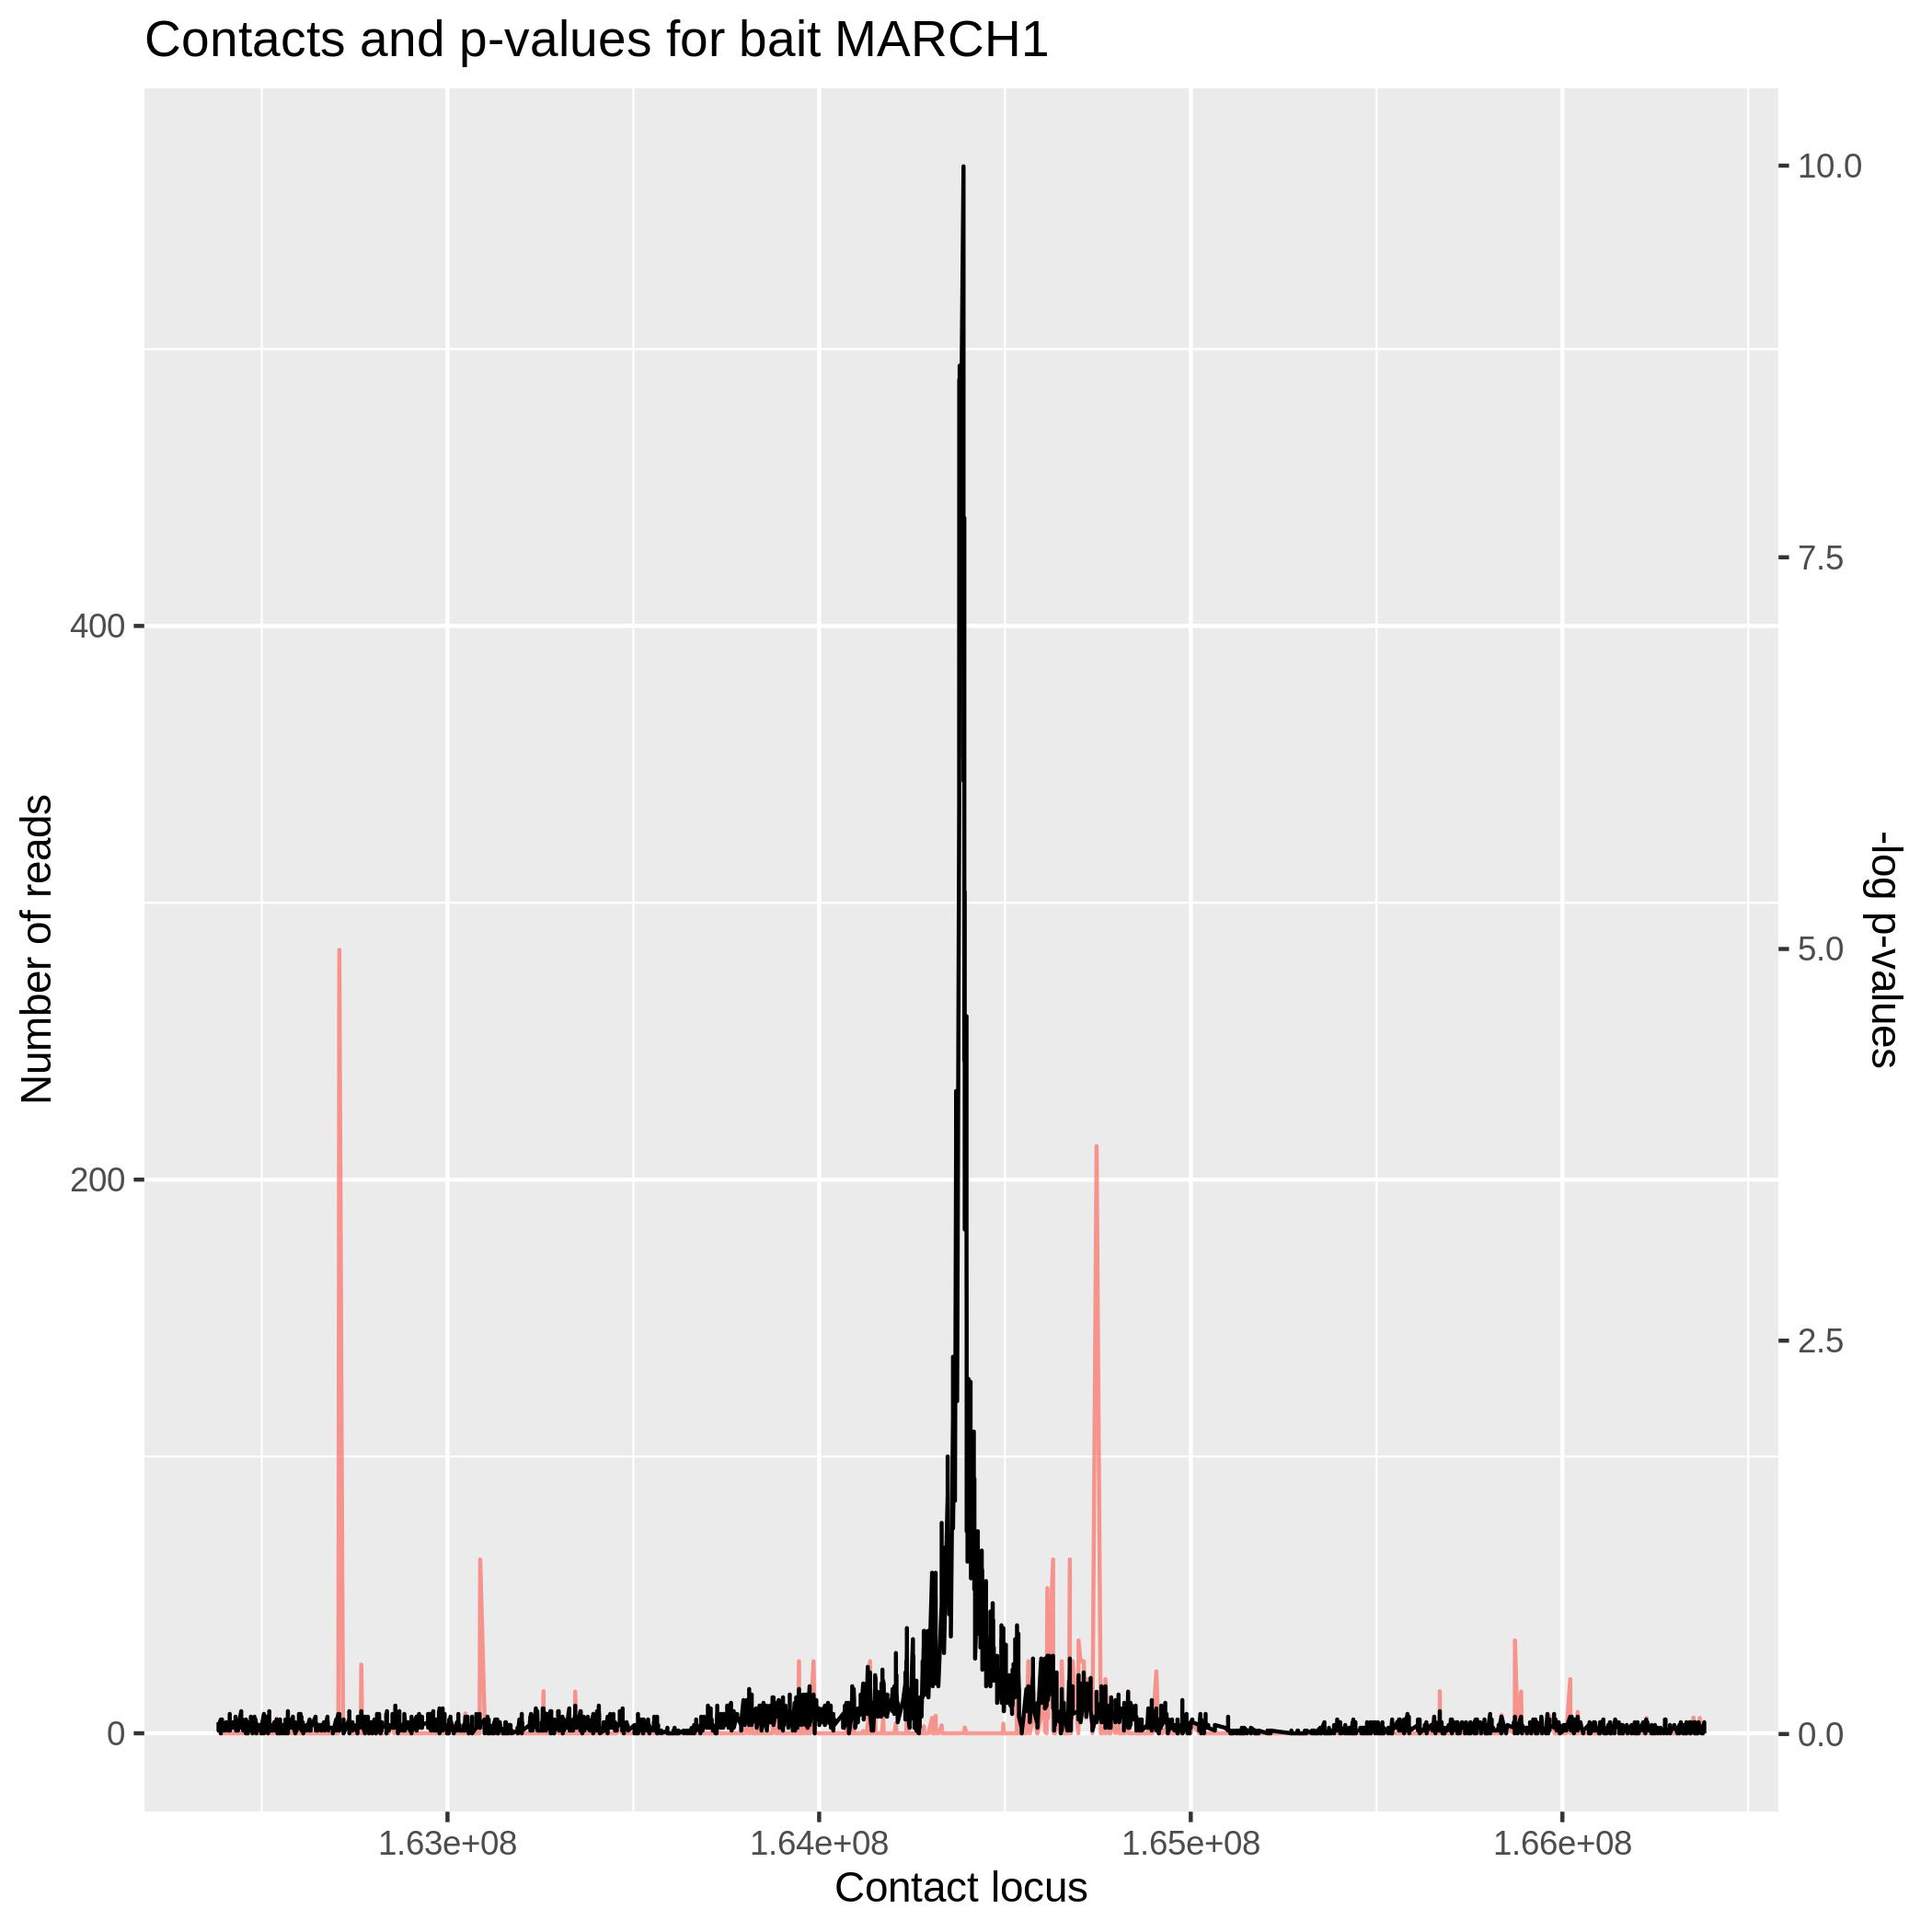 Contacts and p-values for bait MARCH1
Number of reads
400
200
0
10.0
7.5
5.0
2.5
0.0
-log p-values
1.63e+08
1.64e+08
1.65e+08
1.66e+08
Contact locus